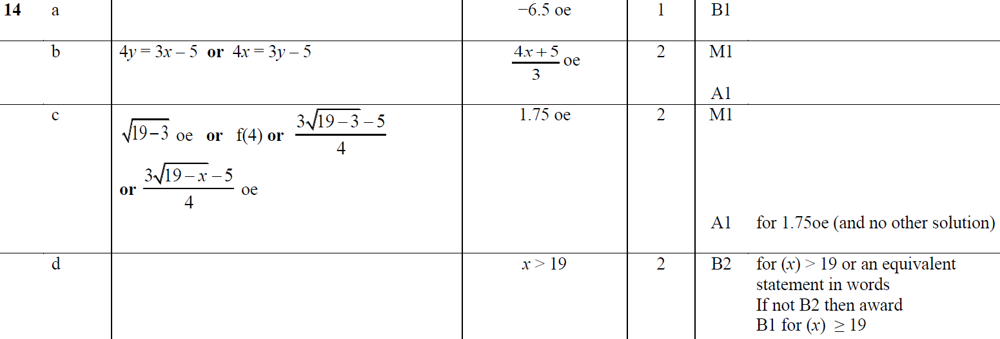 14 a −6.5 oe 1 B1
b 4y = 3x – 5 or 4x = 3y – 5 (4x + 5)/3 oe 2 M1
A1
c √(19−3) oe or f(4) or (3√(19−3) − 5)/4 1.75 oe 2 M1
or (3√(19−x) − 5)/4 oe
A1 for 1.75oe (and no other solution)
d x > 19 2 B2 for (x) > 19 or an equivalent
statement in words
If not B2 then award
B1 for (x) ≥ 19